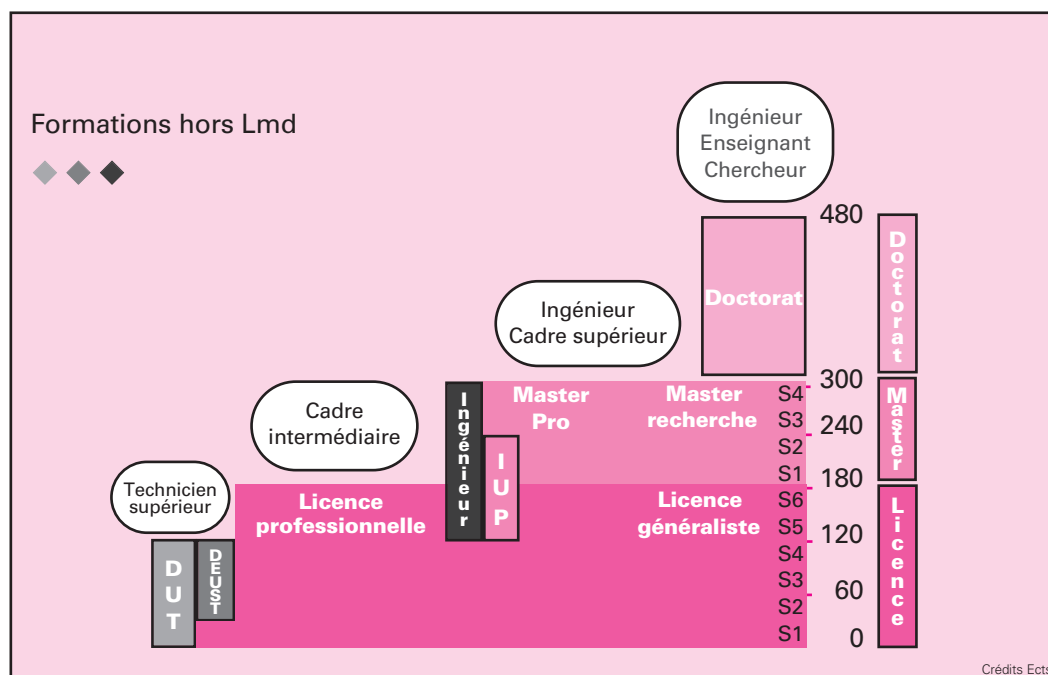 Formations hors Lmd
Ingénieur
Enseignant
Chercheur
480
Doctorat
Doctorat
Ingénieur
Cadre supérieur
300
Master
Pro
Master
recherche
S4
S3
240
S2
S1
180
Master
Cadre
intermédiaire
Ingénieur
IUP
Technicien
supérieur
Licence
professionnelle
Licence
généraliste
S6
S5
120
S4
S3
60
S2
S1
0
Licence
DUT
DEUST
Crédits Ects